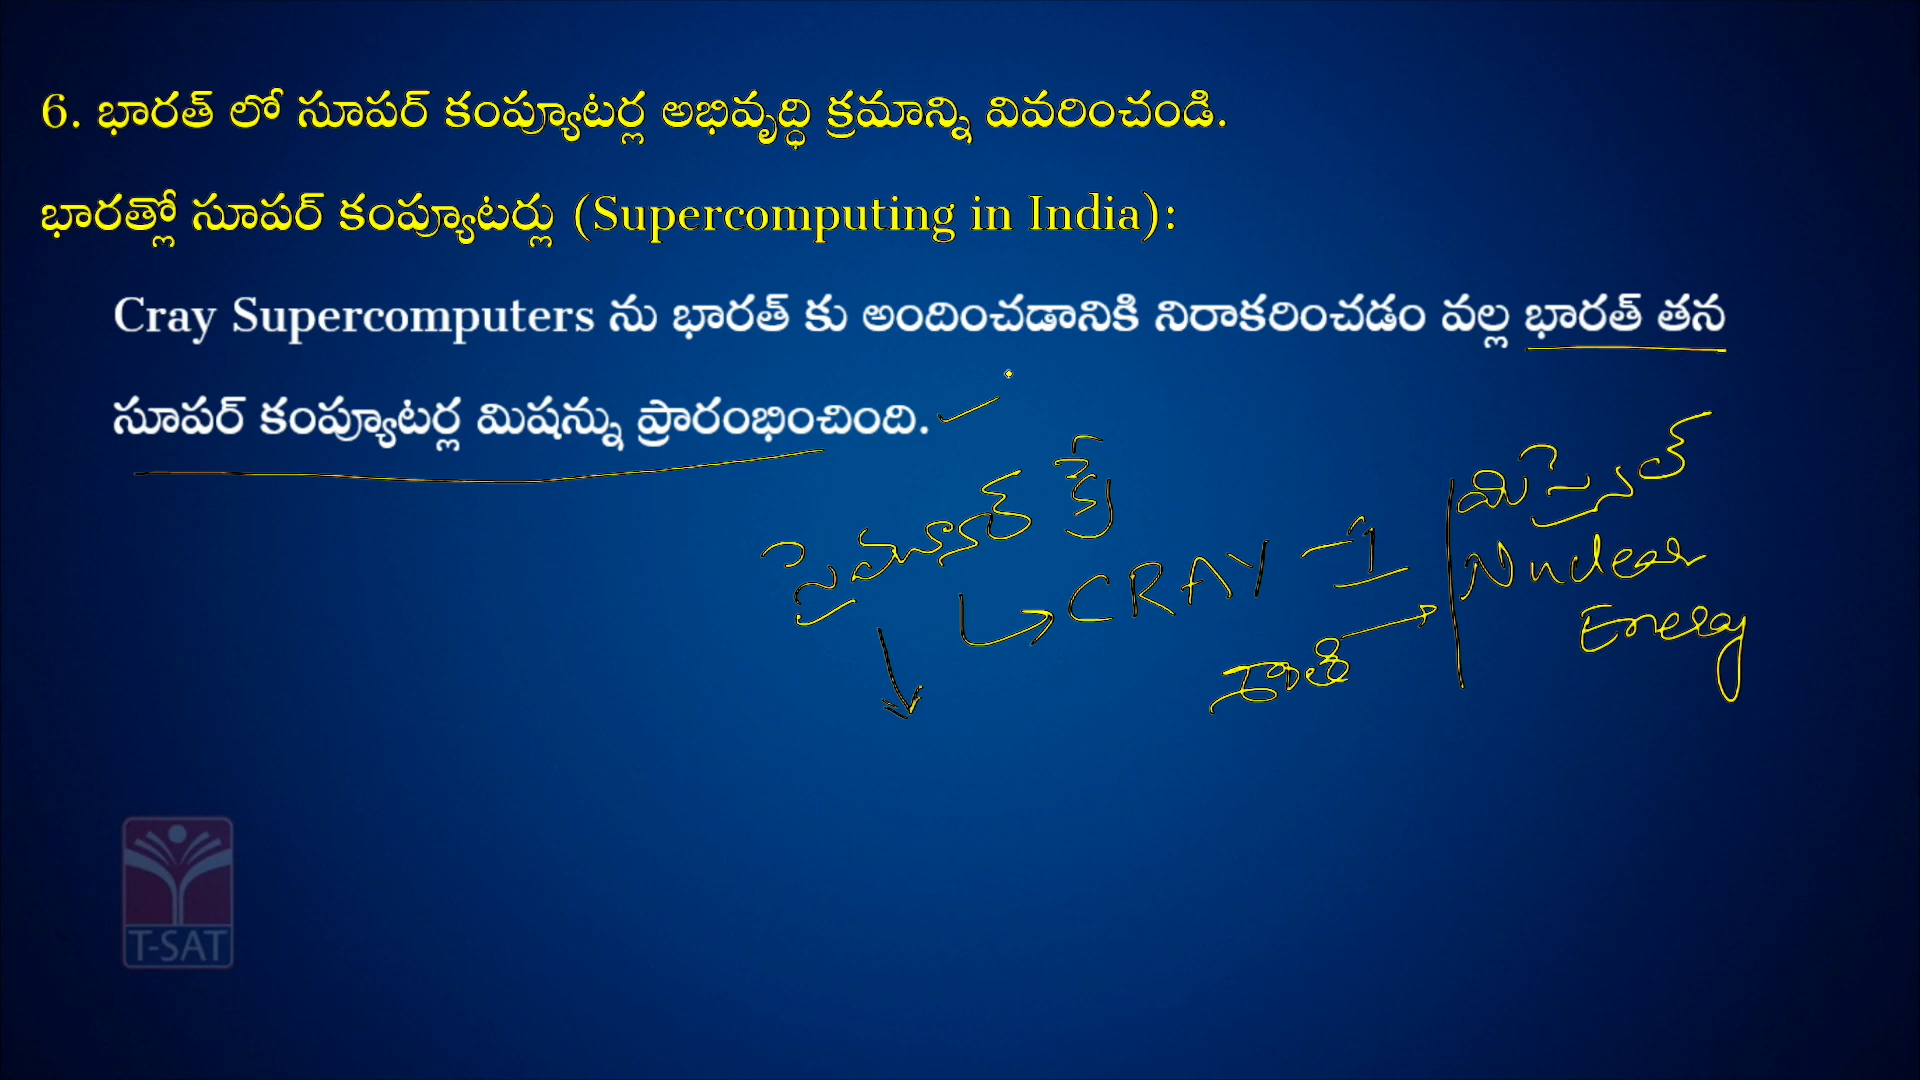 6. భారత్ లో సూపర్ కంప్యూటర్ల అభివృద్ధి క్రమాన్ని వివరించండి.
భారత్లో సూపర్ కంప్యూటర్లు (Supercomputing in India):
Cray Supercomputers ను భారత్ కు అందించడానికి నిరాకరించడం వల్ల భారత్ తన
సూపర్ కంప్యూటర్ల మిషన్ను ప్రారంభించింది.
సైమూర్ క్రే
CRAY-1
మిసైల్
Nuclear
Energy
T-SAT